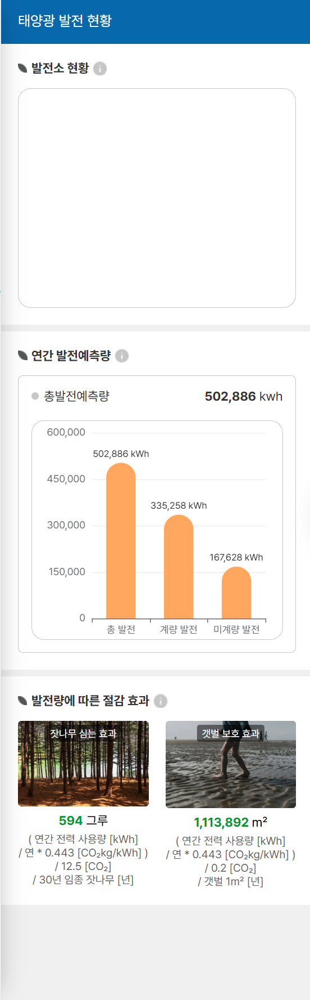 태양광 발전 현황
발전소 현황
연간 발전예측량
총발전예측량 502,886 kwh
600,000
502,886 kWh
450,000
335,258 kWh
300,000
167,628 kWh
150,000
0
총 발전 계량 발전 미계량 발전
발전량에 따른 절감 효과
잣나무 심는 효과
594 그루
( 연간 전력 사용량 [kWh]
/ 연 * 0.443 [CO₂kg/kWh] )
/ 12.5 [CO₂]
/ 30년 임종 잣나무 [년]
갯벌 보호 효과
1,113,892 m²
( 연간 전력 사용량 [kWh]
/ 연 * 0.443 [CO₂kg/kWh] )
/ 0.2 [CO₂]
/ 갯벌 1m² [년]